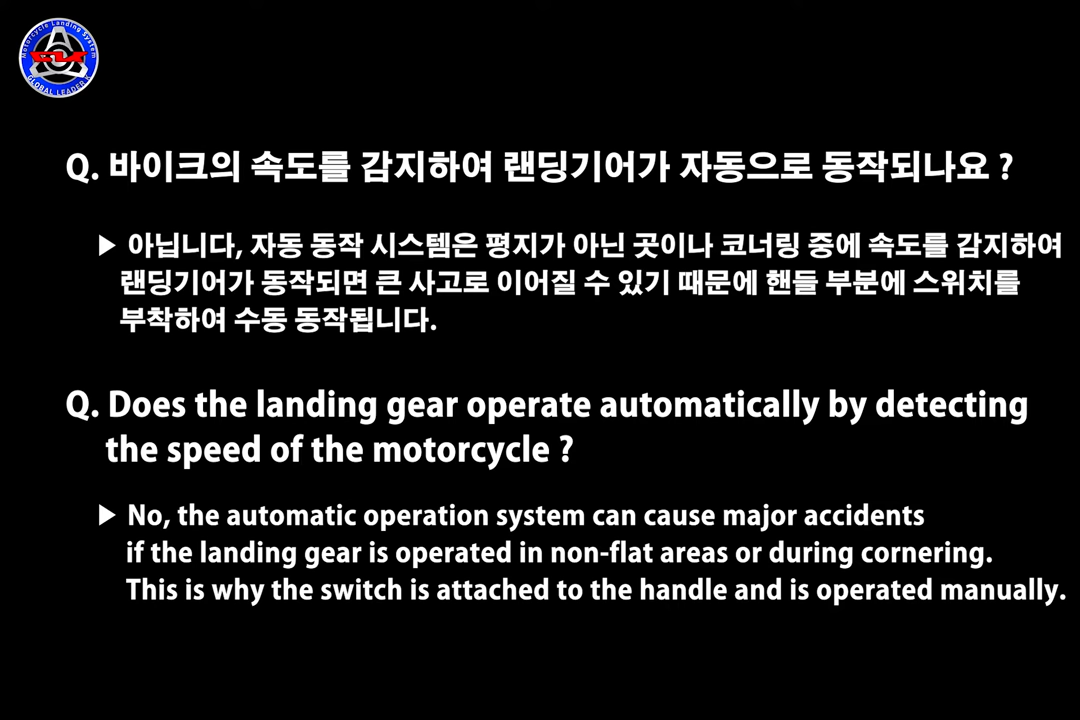 Motorcycle Landing System
GLK
GLOBAL LEADER K
Q. 바이크의 속도를 감지하여 랜딩기어가 자동으로 동작되나요 ?
▶ 아닙니다, 자동 동작 시스템은 평지가 아닌 곳이나 코너링 중에 속도를 감지하여
랜딩기어가 동작되면 큰 사고로 이어질 수 있기 때문에 핸들 부분에 스위치를
부착하여 수동 동작됩니다.
Q. Does the landing gear operate automatically by detecting
the speed of the motorcycle ?
▶ No, the automatic operation system can cause major accidents
if the landing gear is operated in non-flat areas or during cornering.
This is why the switch is attached to the handle and is operated manually.